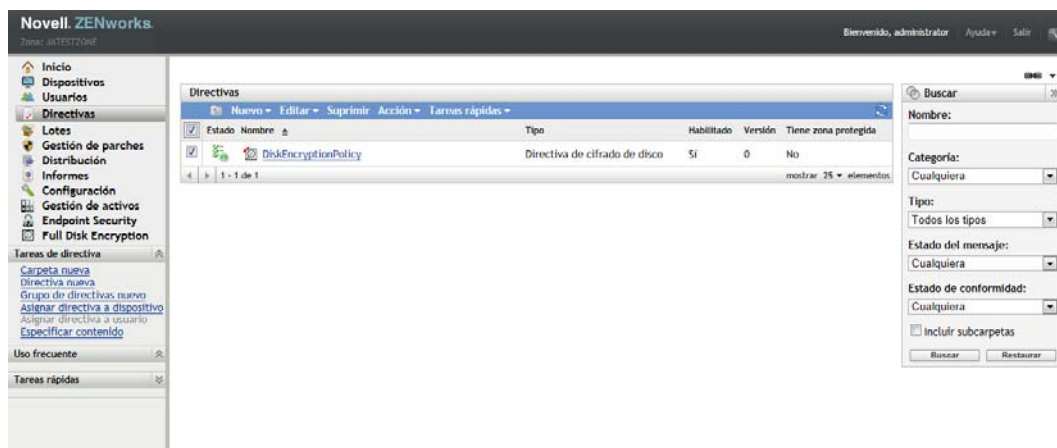 Novell. ZENworks.
Zona: JATESTZONE
Bienvenido, administrator Ayuda Salir
Inicio
Dispositivos
Usuarios
Directivas
Lotes
Gestión de parches
Distribución
Informes
Configuración
Gestión de activos
Endpoint Security
Full Disk Encryption
Tareas de directiva
Carpeta nueva
Directiva nueva
Grupo de directivas nuevo
Asignar directiva a dispositivo
Asignar directiva a usuario
Especificar contenido
Uso frecuente
Tareas rápidas
Directivas
Nuevo Editar Suprimir Acción Tareas rápidas
Estado Nombre Tipo Habilitado Versión Tiene zona protegida
DiskEncryptionPolicy Directiva de cifrado de disco Sí 0 No
1 - 1 de 1 mostrar 25 elementos
Buscar
Nombre:
Categoría:
Cualquiera
Tipo:
Todos los tipos
Estado del mensaje:
Cualquiera
Estado de conformidad:
Cualquiera
Incluir subcarpetas
Buscar Restaurar